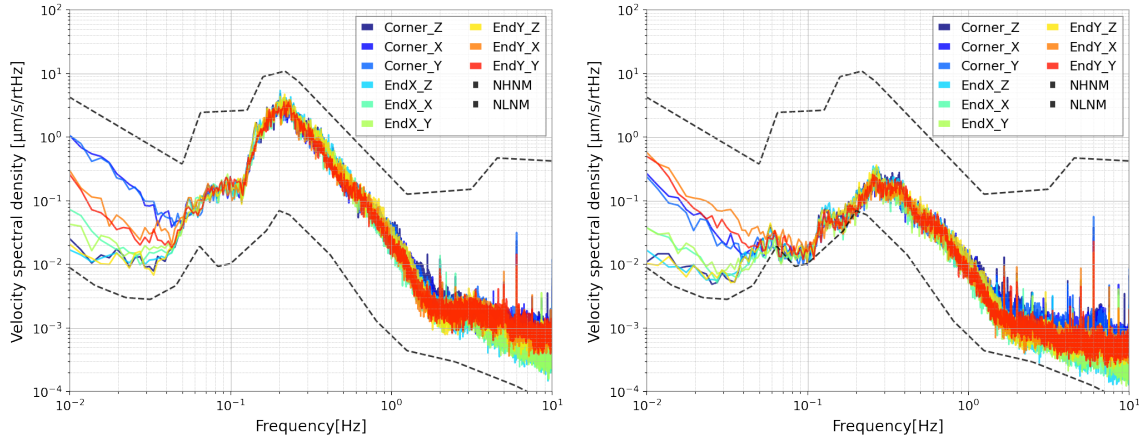 10²
10¹
10⁰
10⁻¹
10⁻²
10⁻³
10⁻⁴
Velocity spectral density [μm/s/rtHz]
Corner_Z
Corner_X
Corner_Y
EndX_Z
EndX_X
EndX_Y
EndY_Z
EndY_X
EndY_Y
NHNM
NLNM
10⁻²
10⁻¹
10⁰
10¹
Frequency[Hz]
10²
10¹
10⁰
10⁻¹
10⁻²
10⁻³
10⁻⁴
Velocity spectral density [μm/s/rtHz]
Corner_Z
Corner_X
Corner_Y
EndX_Z
EndX_X
EndX_Y
EndY_Z
EndY_X
EndY_Y
NHNM
NLNM
10⁻²
10⁻¹
10⁰
10¹
Frequency[Hz]